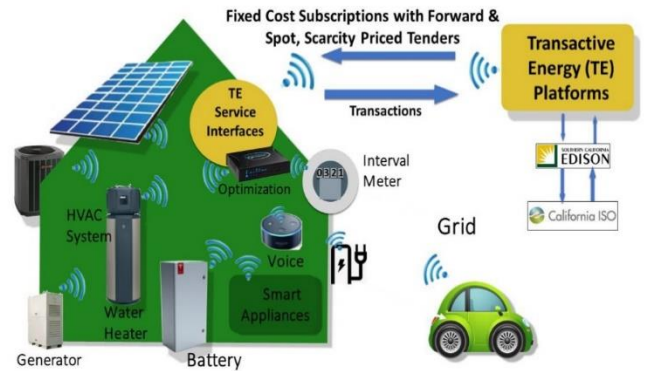 Fixed Cost Subscriptions with Forward &
Spot, Scarcity Priced Tenders
Transactions
Transactive
Energy (TE)
Platforms
SOUTHERN CALIFORNIA
EDISON
California ISO
TE
Service
Interfaces
Optimization
0321
Interval
Meter
HVAC
System
Voice
Grid
Water
Heater
Smart
Appliances
Generator
Battery